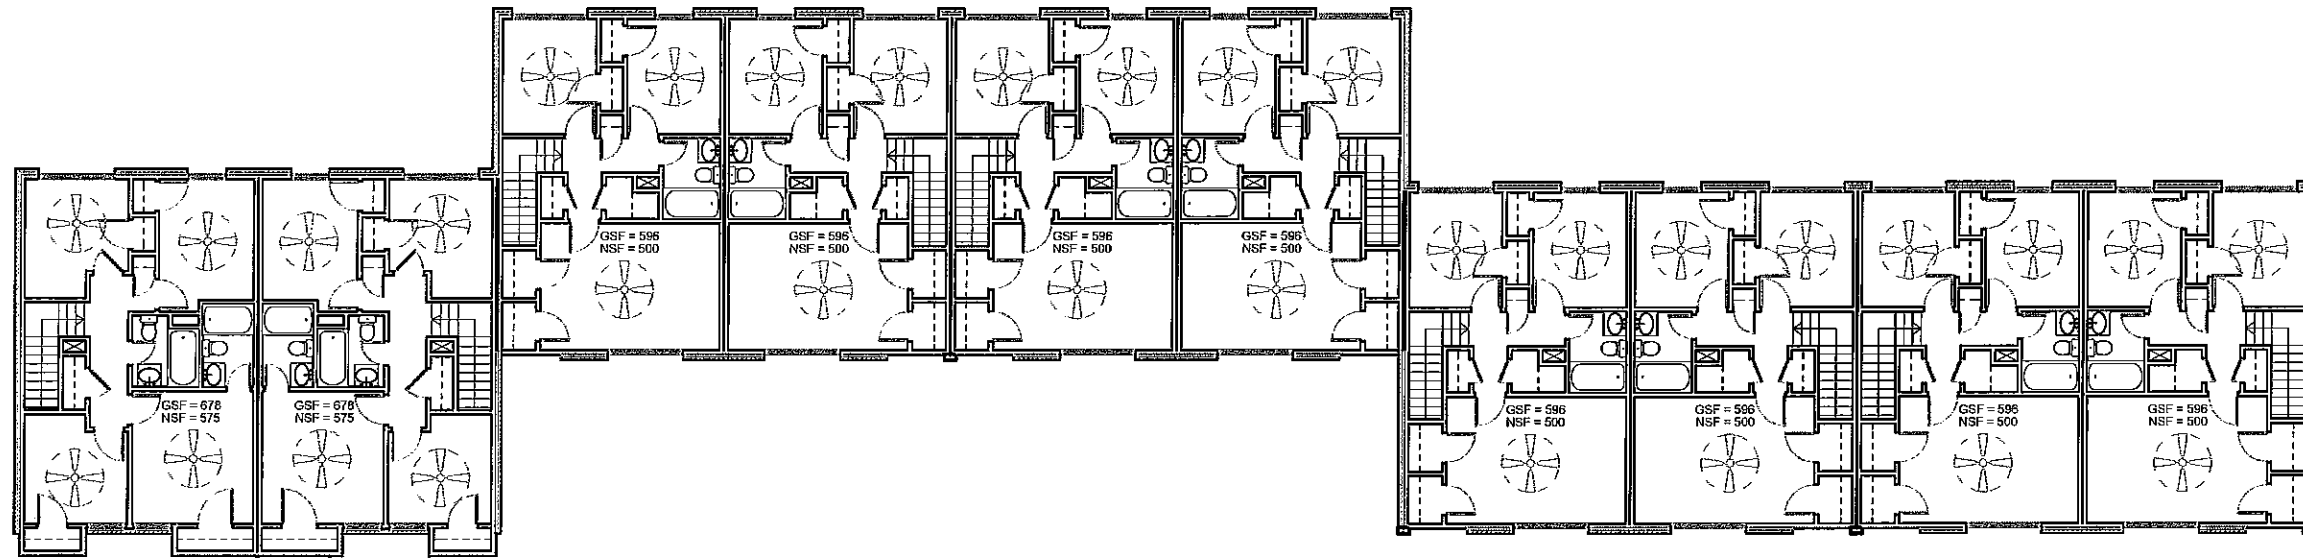 GSF = 678
NSF = 575
GSF = 678
NSF = 575
GSF = 596
NSF = 500
GSF = 596
NSF = 500
GSF = 596
NSF = 500
GSF = 596
NSF = 500
GSF = 596
NSF = 500
GSF = 596
NSF = 500
GSF = 596
NSF = 500
GSF = 596
NSF = 500